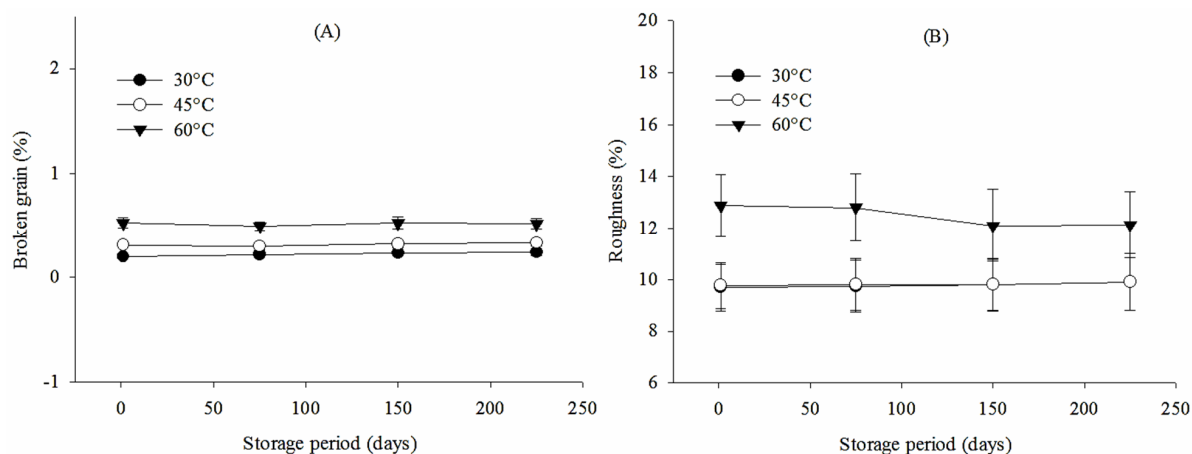 (A)
2
1
0
-1
Broken grain (%)
30°C
45°C
60°C
0
50
100
150
200
250
Storage period (days)
(B)
20
18
16
14
12
10
8
6
Roughness (%)
30°C
45°C
60°C
0
50
100
150
200
250
Storage period (days)